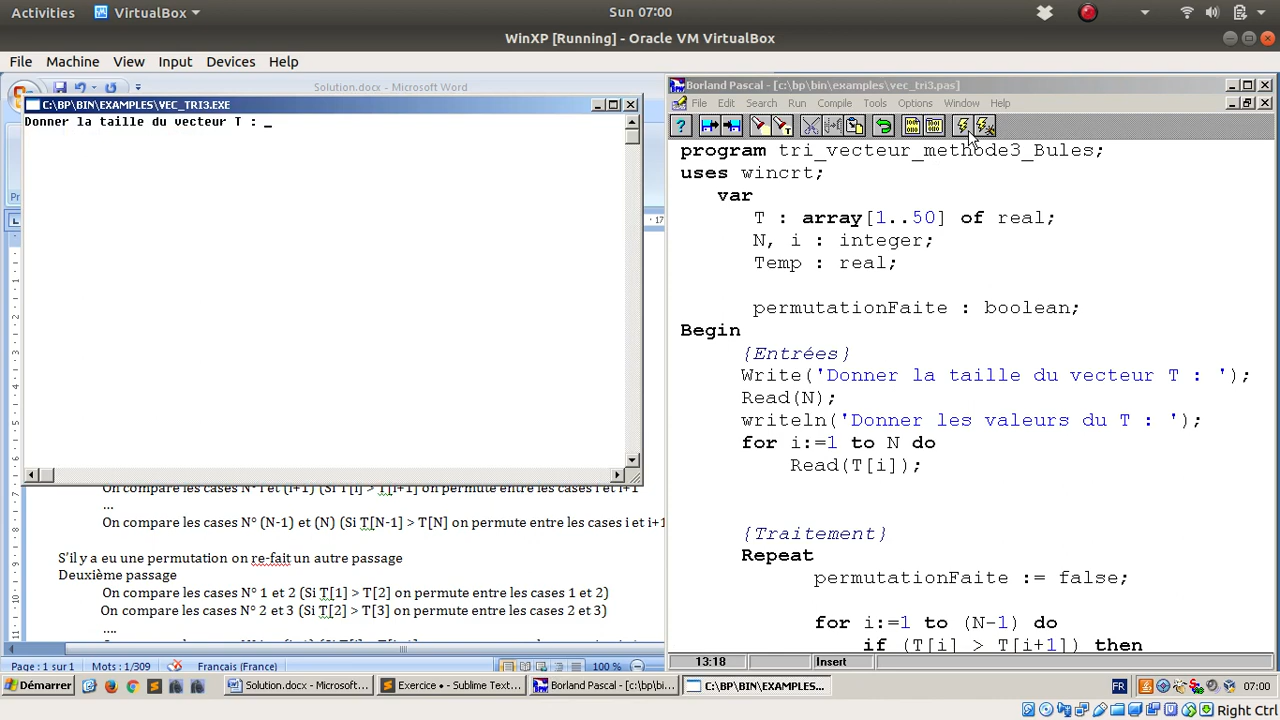 Activities VirtualBox Sun 07:00
WinXP [Running] - Oracle VM VirtualBox
File Machine View Input Devices Help
Solution.docx - Microsoft Word
C:\BP\BIN\EXAMPLES\VEC_TRI3.EXE
Donner la taille du vecteur T : _
On compare les cases N° i et (i+1) (Si T[i] > T[i+1] on permute entre les cases i et i+1
...
On compare les cases N° (N-1) et (N) (Si T[N-1] > T[N] on permute entre les cases i et i+1
S'il y a eu une permutation on re-fait un autre passage
Deuxième passage
On compare les cases N° 1 et 2 (Si T[1] > T[2] on permute entre les cases 1 et 2)
On compare les cases N° 2 et 3 (Si T[2] > T[3] on permute entre les cases 2 et 3)
....
Page : 1 sur 1 Mots : 1/309 Français (France) 100 %
Borland Pascal - [c:\bp\bin\examples\vec_tri3.pas]
File Edit Search Run Compile Tools Options Window Help
program tri_vecteur_methode3_Bules;
uses wincrt;
var
T : array[1..50] of real;
N, i : integer;
Temp : real;
permutationFaite : boolean;
Begin
{Entrées}
Write('Donner la taille du vecteur T : ');
Read(N);
writeln('Donner les valeurs du T : ');
for i:=1 to N do
Read(T[i]);
{Traitement}
Repeat
permutationFaite := false;
for i:=1 to (N-1) do
if (T[i] > T[i+1]) then
13:18 Insert
Démarrer Solution.docx - Microsof... Exercice • - Sublime Text... Borland Pascal - [c:\bp\bi... C:\BP\BIN\EXAMPLES... FR 07:00
Right Ctrl